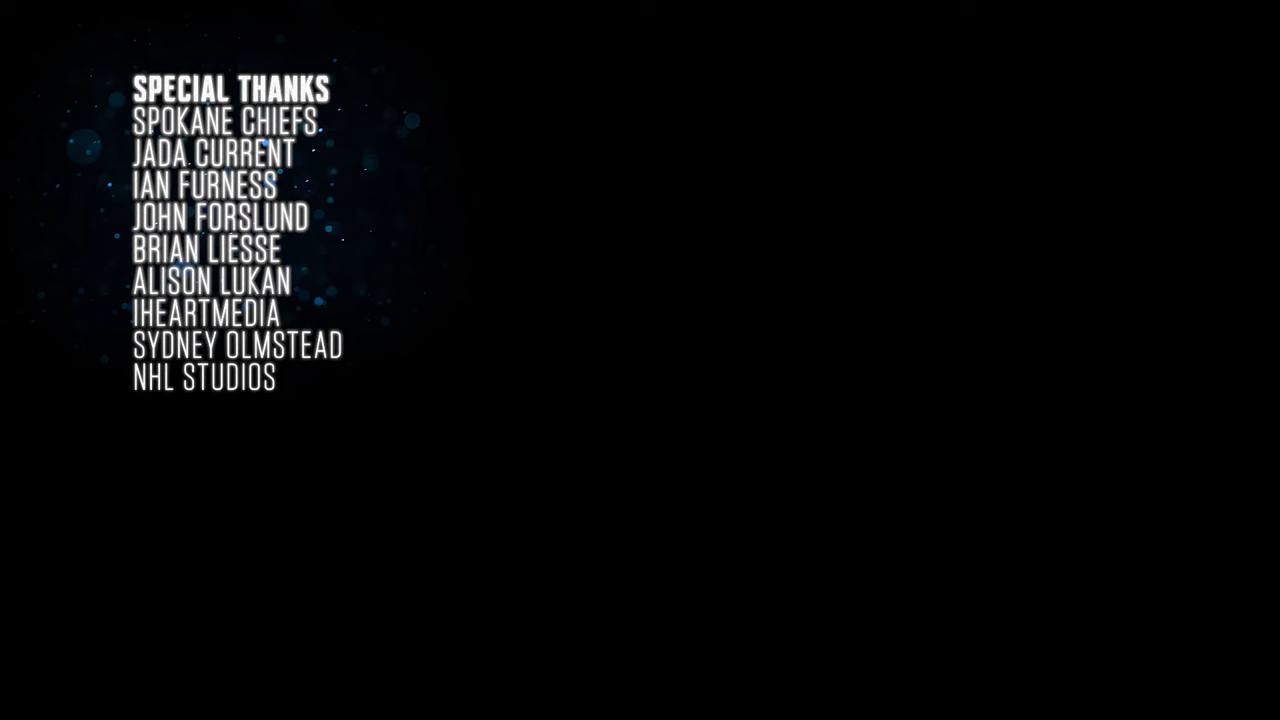 SPECIAL THANKS
SPOKANE CHIEFS
JADA CURRENT
IAN FURNESS
JOHN FORSLUND
BRIAN LIESSE
ALISON LUKAN
IHEARTMEDIA
SYDNEY OLMSTEAD
NHL STUDIOS